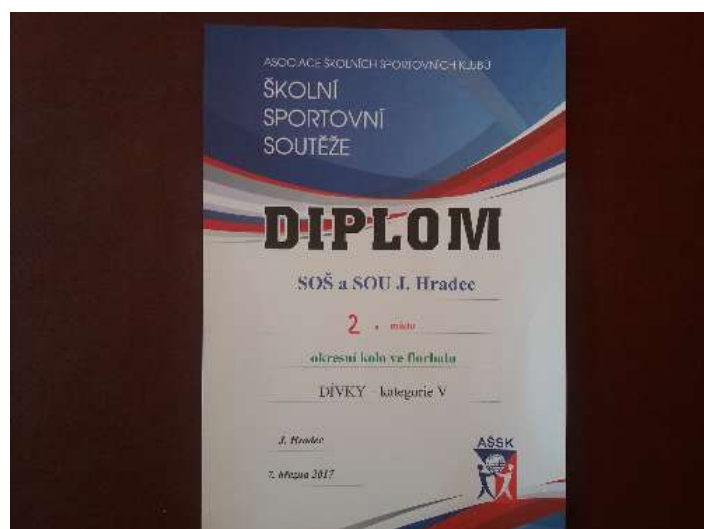 ASOCIACE ŠKOLNÍCH SPORTOVNÍCH KLUBŮ
ŠKOLNÍ
SPORTOVNÍ
SOUTĚŽE
DIPLOM
SOŠ a SOU J. Hradec
2 . místo
okresní kolo ve florbalu
DÍVKY – kategorie V
J. Hradec
7. března 2017
AŠSK